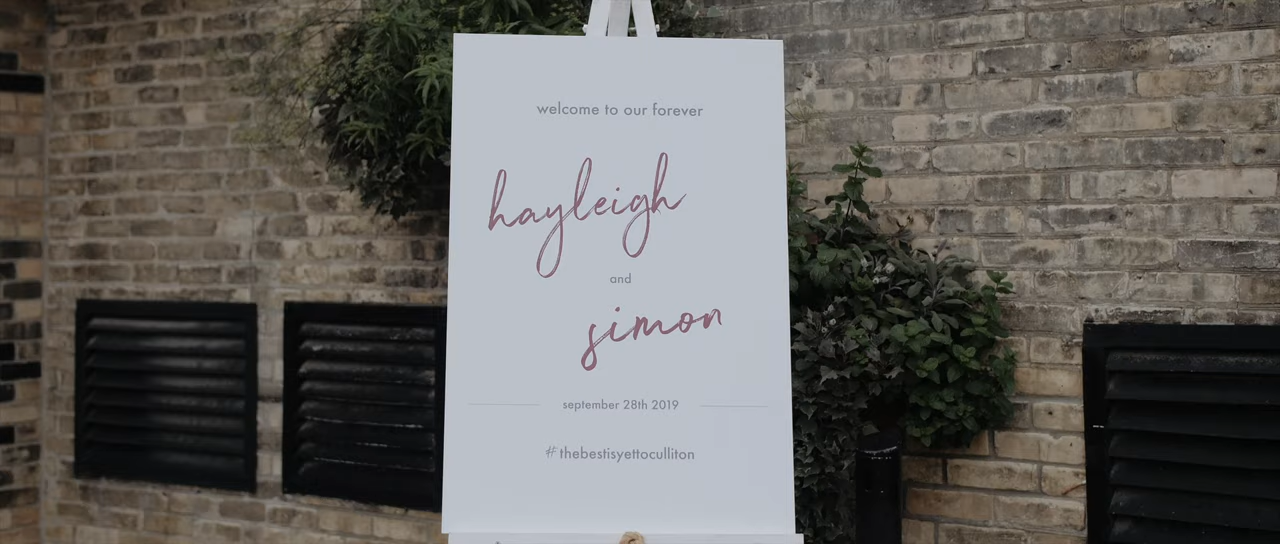 welcome to our forever
hayleigh
and
simon
september 28th 2019
#thebestisyettoculliton